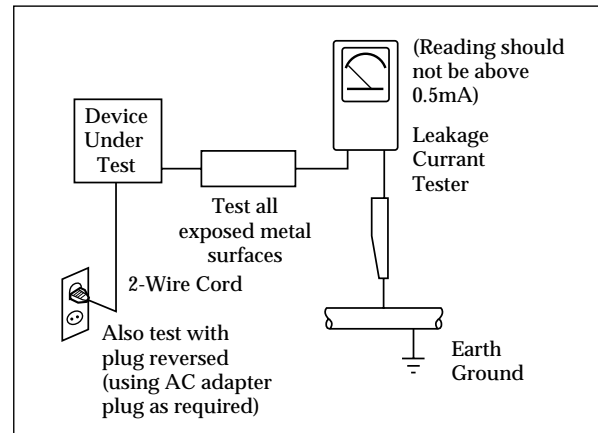 (Reading should
not be above
0.5mA)
Device
Under
Test
Leakage
Currant
Tester
Test all
exposed metal
surfaces
2-Wire Cord
Also test with
plug reversed
(using AC adapter
plug as required)
Earth
Ground